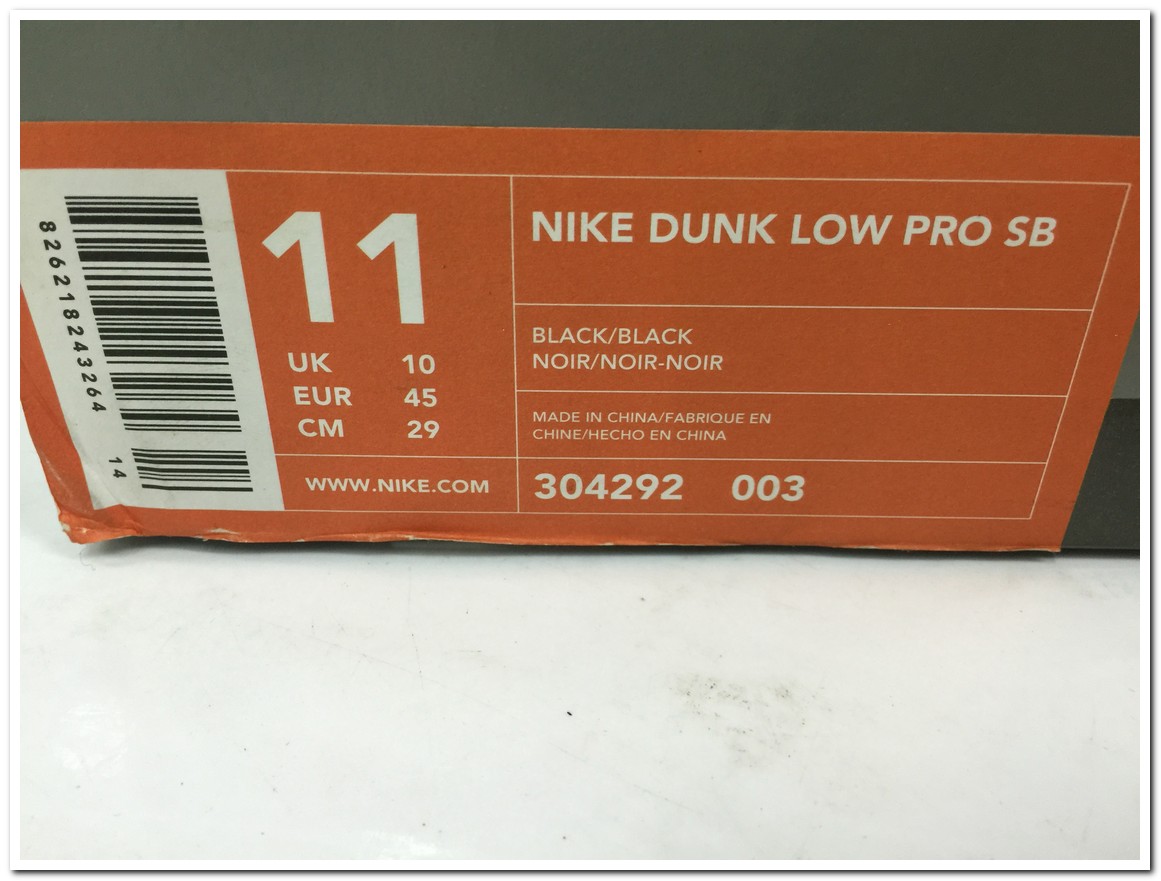 826218243264
14
11
UK 10
EUR 45
CM 29
WWW.NIKE.COM
NIKE DUNK LOW PRO SB
BLACK/BLACK
NOIR/NOIR-NOIR
MADE IN CHINA/FABRIQUE EN
CHINE/HECHO EN CHINA
304292 003